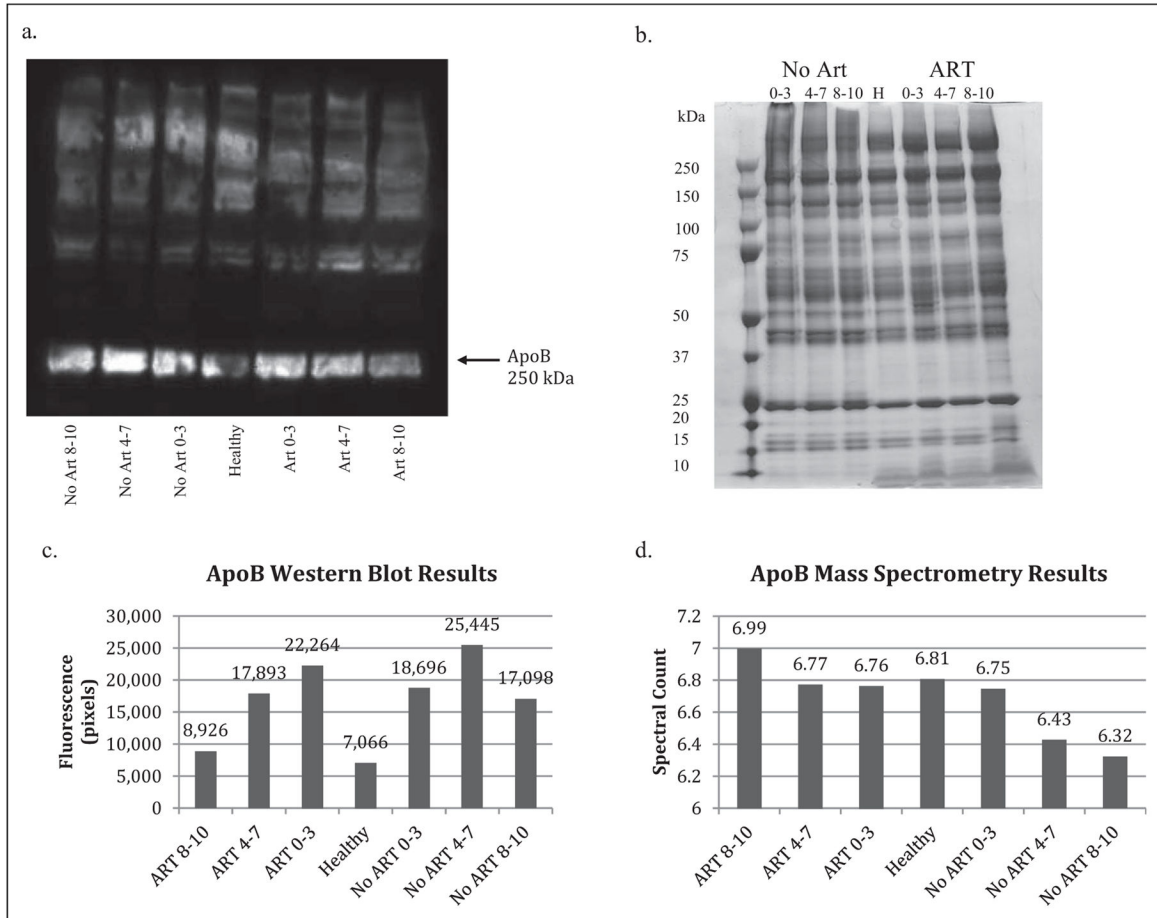 a.
ApoB
250 kDa
No Art 8-10
No Art 4-7
No Art 0-3
Healthy
Art 0-3
Art 4-7
Art 8-10
b.
No Art ART
0-3 4-7 8-10 H 0-3 4-7 8-10
kDa
250
150
100
75
50
37
25
20
15
10
c.
ApoB Western Blot Results
Fluorescence
(pixels)
30,000
25,000
20,000
15,000
10,000
5,000
0
8,926
17,893
22,264
7,066
18,696
25,445
17,098
ART 8-10
ART 4-7
ART 0-3
Healthy
No ART 0-3
No ART 4-7
No ART 8-10
d.
ApoB Mass Spectrometry Results
Spectral Count
7.2
7
6.8
6.6
6.4
6.2
6
6.99
6.77
6.76
6.81
6.75
6.43
6.32
ART 8-10
ART 4-7
ART 0-3
Healthy
No ART 0-3
No ART 4-7
No ART 8-10